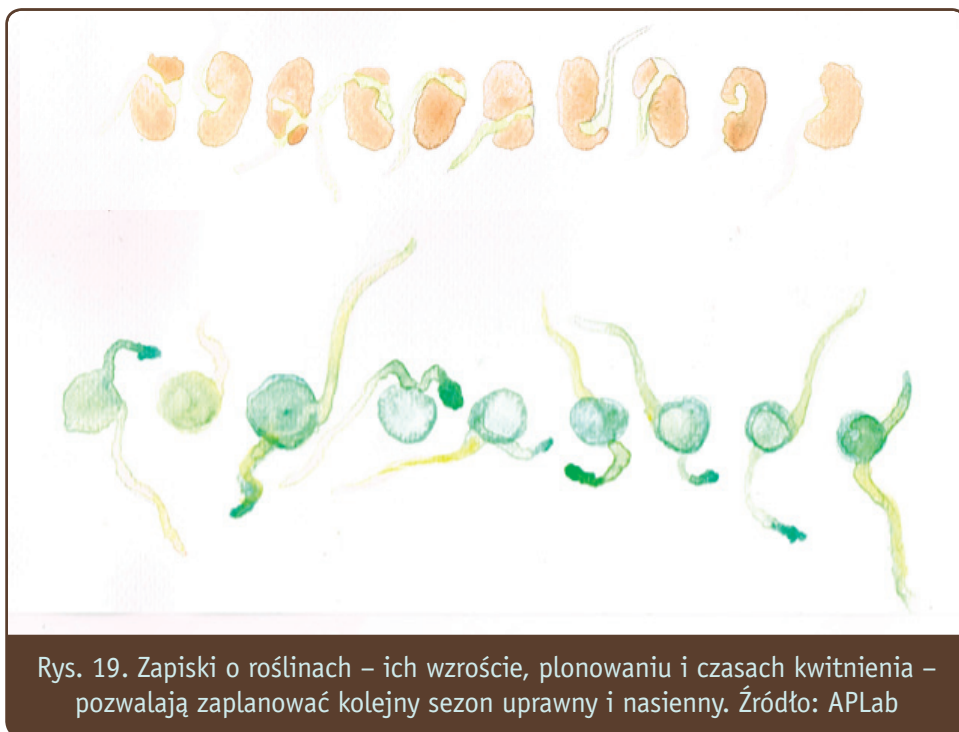 Rys. 19. Zapiski o roślinach – ich wzroście, plonowaniu i czasach kwitnienia –
pozwalają zaplanować kolejny sezon uprawny i nasienny. Źródło: APLab